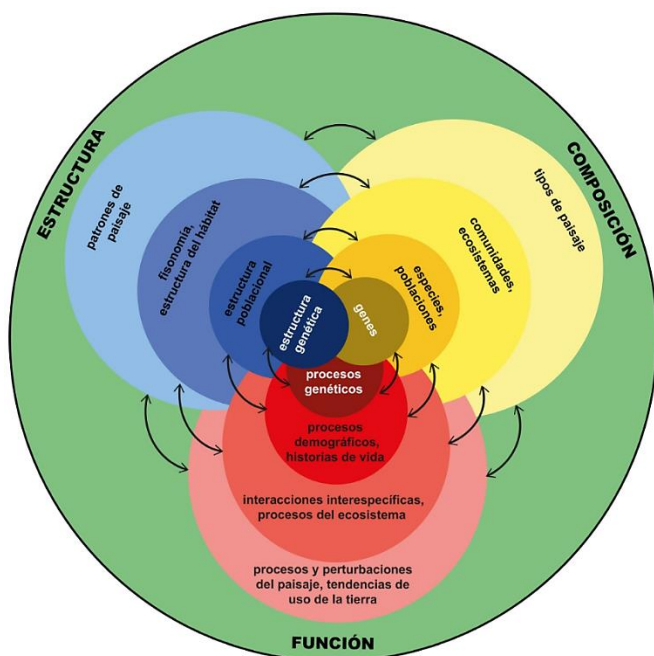 ESTRUCTURA
COMPOSICIÓN
FUNCIÓN
patrones de
paisaje
fisonomía,
estructura del hábitat
estructura
poblacional
estructura
genética
tipos de paisaje
comunidades,
ecosistemas
especies,
poblaciones
genes
procesos
genéticos
procesos
demográficos,
historias de vida
interacciones interespecíficas,
procesos del ecosistema
procesos y perturbaciones
del paisaje, tendencias de
uso de la tierra